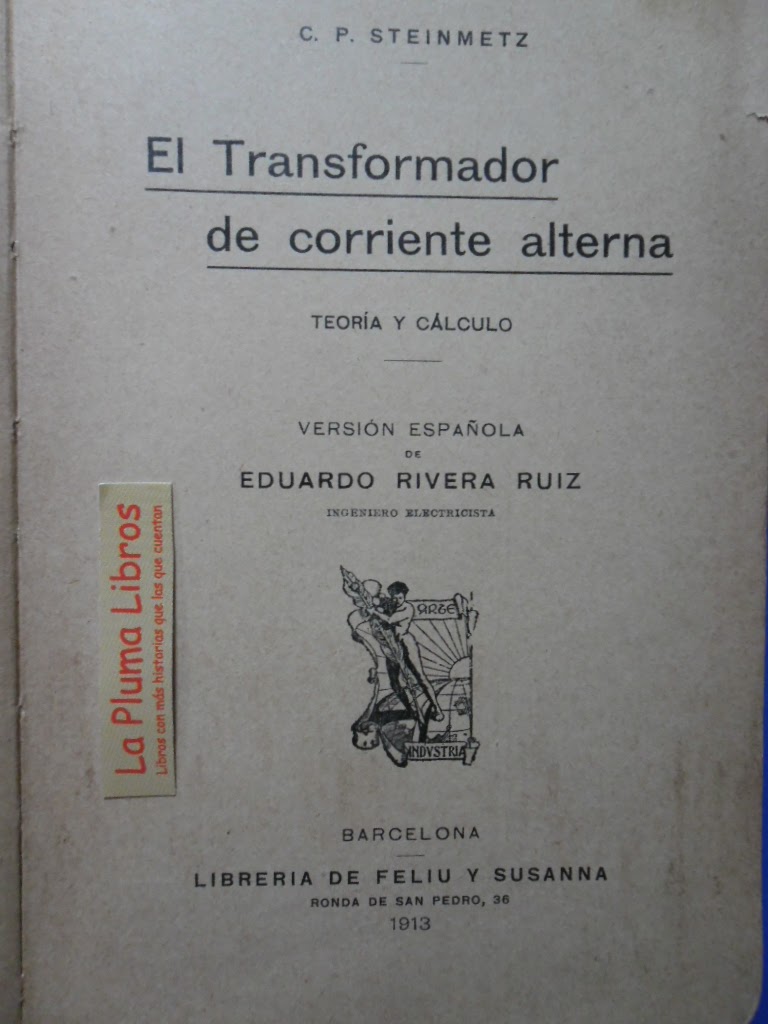 C. P. STEINMETZ
El Transformador
de corriente alterna
TEORÍA Y CÁLCULO
VERSIÓN ESPAÑOLA
DE
EDUARDO RIVERA RUIZ
INGENIERO ELECTRICISTA
La Pluma Libros
Libros con más historias que las que cuentan
ARTE
INDVSTRIA
BARCELONA
LIBRERIA DE FELIU Y SUSANNA
RONDA DE SAN PEDRO, 36
1913